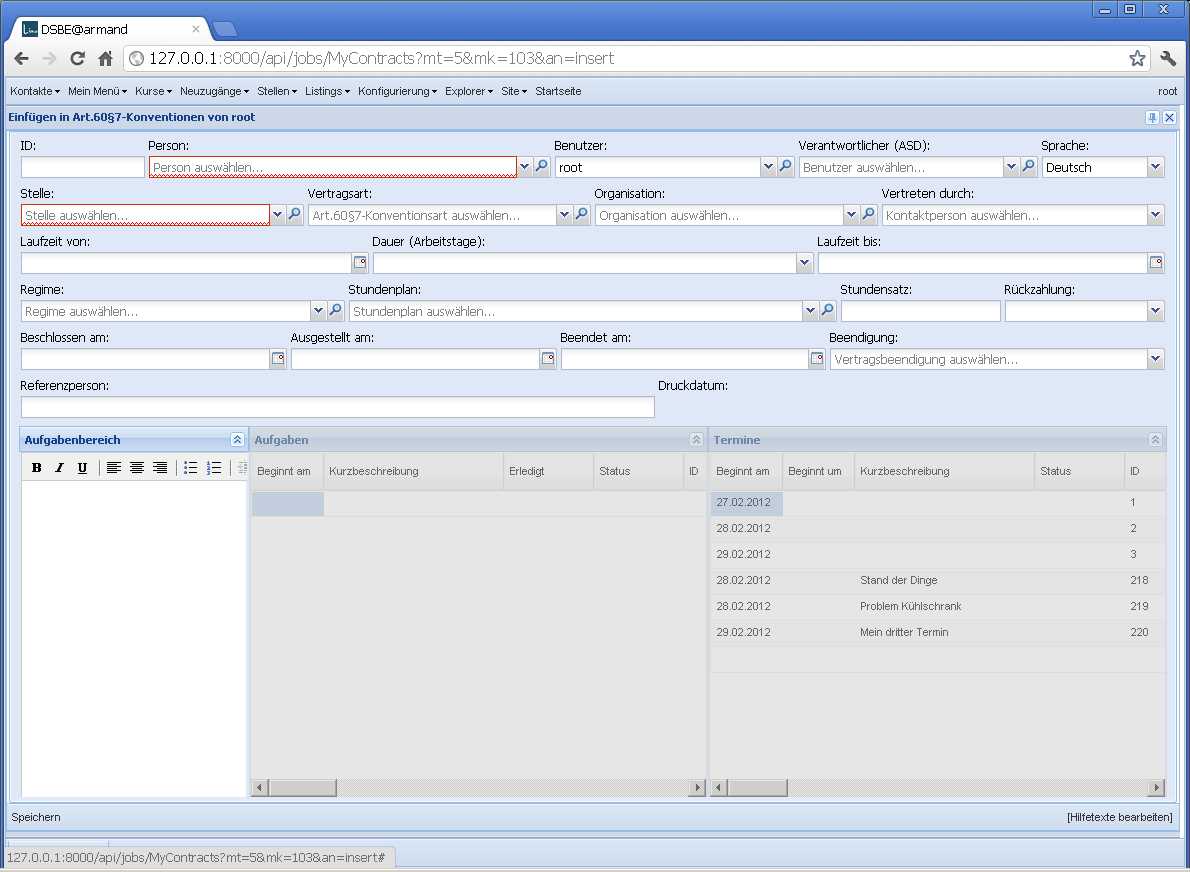 DSBE@armand
127.0.0.1:8000/api/jobs/MyContracts?mt=5&mk=103&an=insert
Kontakte Mein Menü Kurse Neuzugänge Stellen Listings Konfigurierung Explorer Site Startseite root
Einfügen in Art.60§7-Konventionen von root
ID: Person: Benutzer: Verantwortlicher (ASD): Sprache:
Person auswählen... root Benutzer auswählen... Deutsch
Stelle: Vertragsart: Organisation: Vertreten durch:
Stelle auswählen... Art.60§7-Konventionsart auswählen... Organisation auswählen... Kontaktperson auswählen...
Laufzeit von: Dauer (Arbeitstage): Laufzeit bis:
Regime: Stundenplan: Stundensatz: Rückzahlung:
Regime auswählen... Stundenplan auswählen...
Beschlossen am: Ausgestellt am: Beendet am: Beendigung:
Vertragsbeendigung auswählen...
Referenzperson: Druckdatum:
Aufgabenbereich Aufgaben Termine
B I U Beginnt am Kurzbeschreibung Erledigt Status ID Beginnt am Beginnt um Kurzbeschreibung Status ID
27.02.2012 1
28.02.2012 2
29.02.2012 3
28.02.2012 Stand der Dinge 218
28.02.2012 Problem Kühlschrank 219
29.02.2012 Mein dritter Termin 220
Speichern [Hilfetexte bearbeiten]
127.0.0.1:8000/api/jobs/MyContracts?mt=5&mk=103&an=insert#